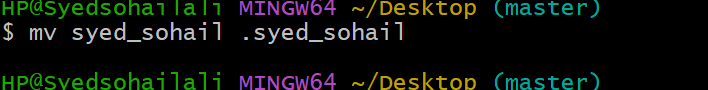 HP@Syedsohailali MINGW64 ~/Desktop (master)
$ mv syed_sohail .syed_sohail
HP@Syedsohailali MINGW64 ~/Desktop (master)